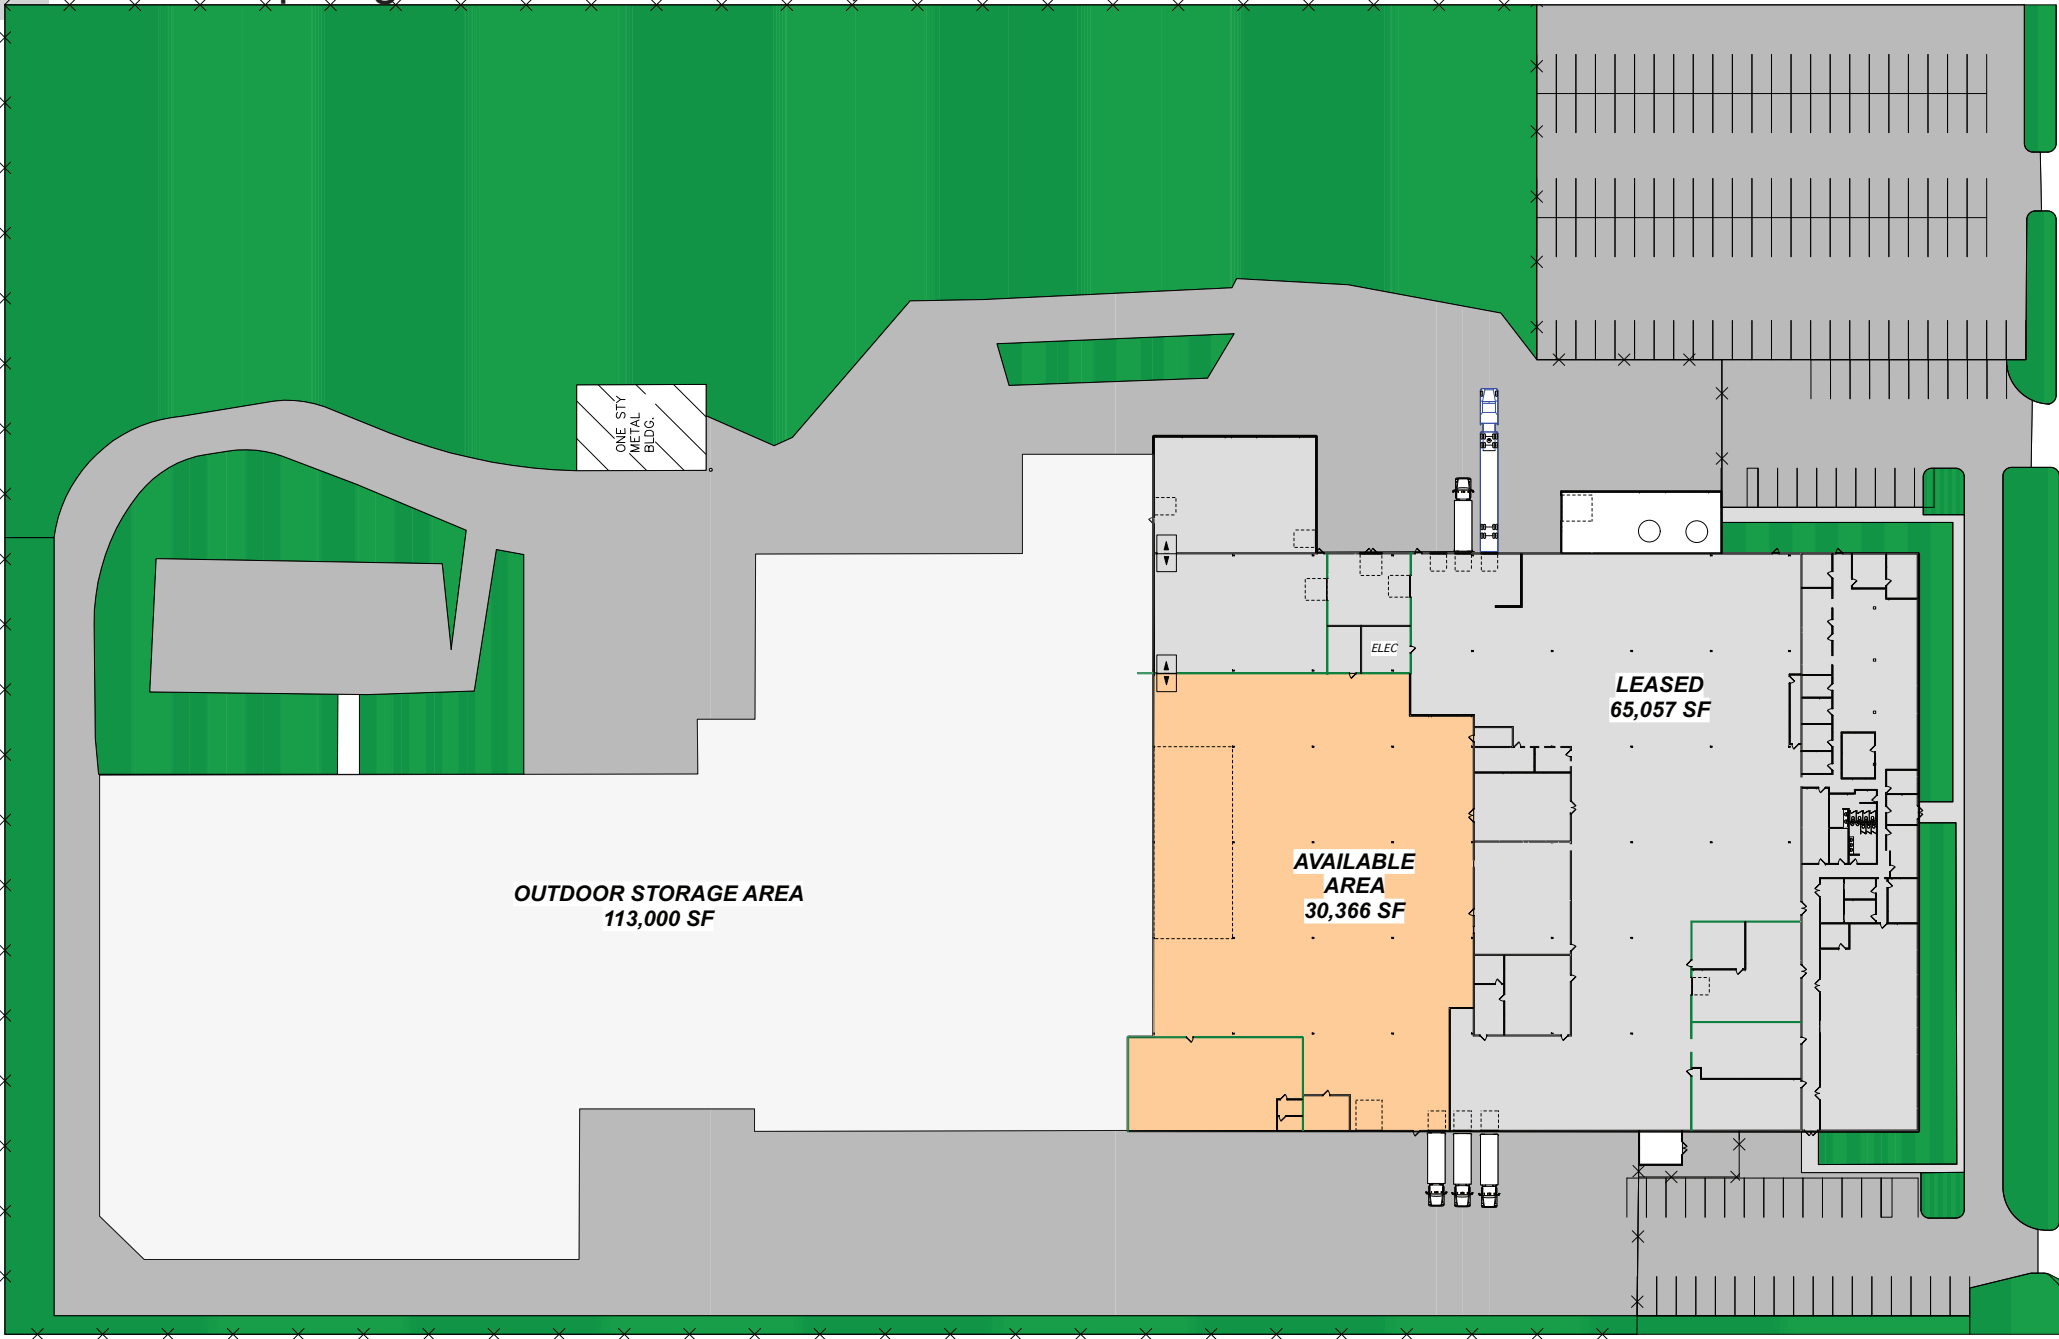 ONE STY
METAL
BLDG.
ELEC
LEASED
65,057 SF
AVAILABLE
AREA
30,366 SF
OUTDOOR STORAGE AREA
113,000 SF